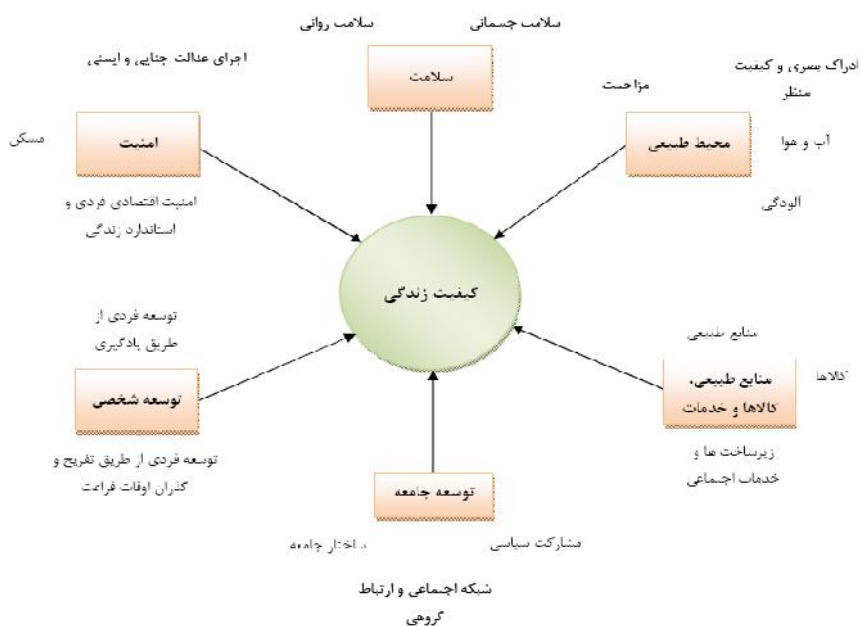 سلامت جسمانی
سلامت روانی
سلامت
اجرای عدالت جنایی و ایمنی
امنیت
مسکن
امنیت اقتصادی فردی و
استاندارد زندگی
ادراک بصری و کیفیت
منظر
مزاحمت
محیط طبیعی
آب و هوا
آلودگی
کیفیت زندگی
توسعه فردی از
طریق یادگیری
توسعه شخصی
توسعه فردی از طریق تفریح و
گذران اوقات فراغت
منابع طبیعی
منابع طبیعی،
کالاها و خدمات
کالاها
زیرساخت ها و
خدمات اجتماعی
توسعه جامعه
مشارکت سیاسی
ساختار جامعه
شبکه اجتماعی و ارتباط
گروهی